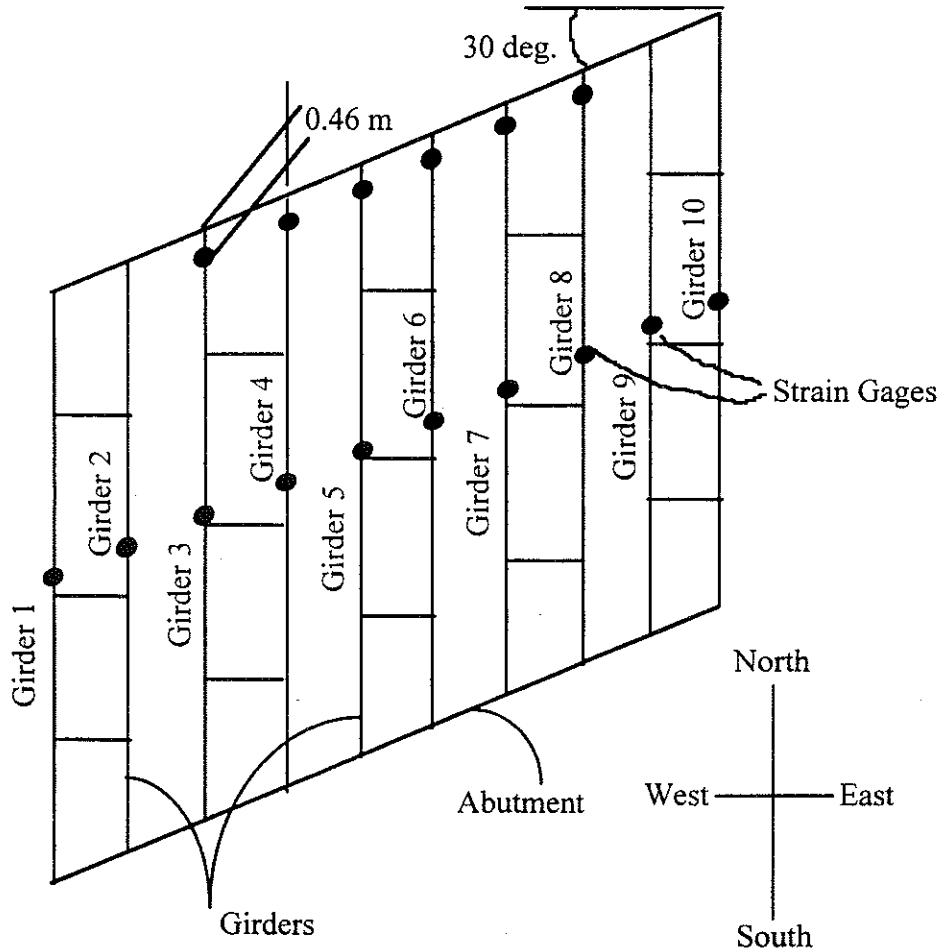 30 deg.
0.46 m
Girder 1
Girder 2
Girder 3
Girder 4
Girder 5
Girder 6
Girder 7
Girder 8
Girder 9
Girder 10
Strain Gages
Abutment
Girders
North
West
East
South